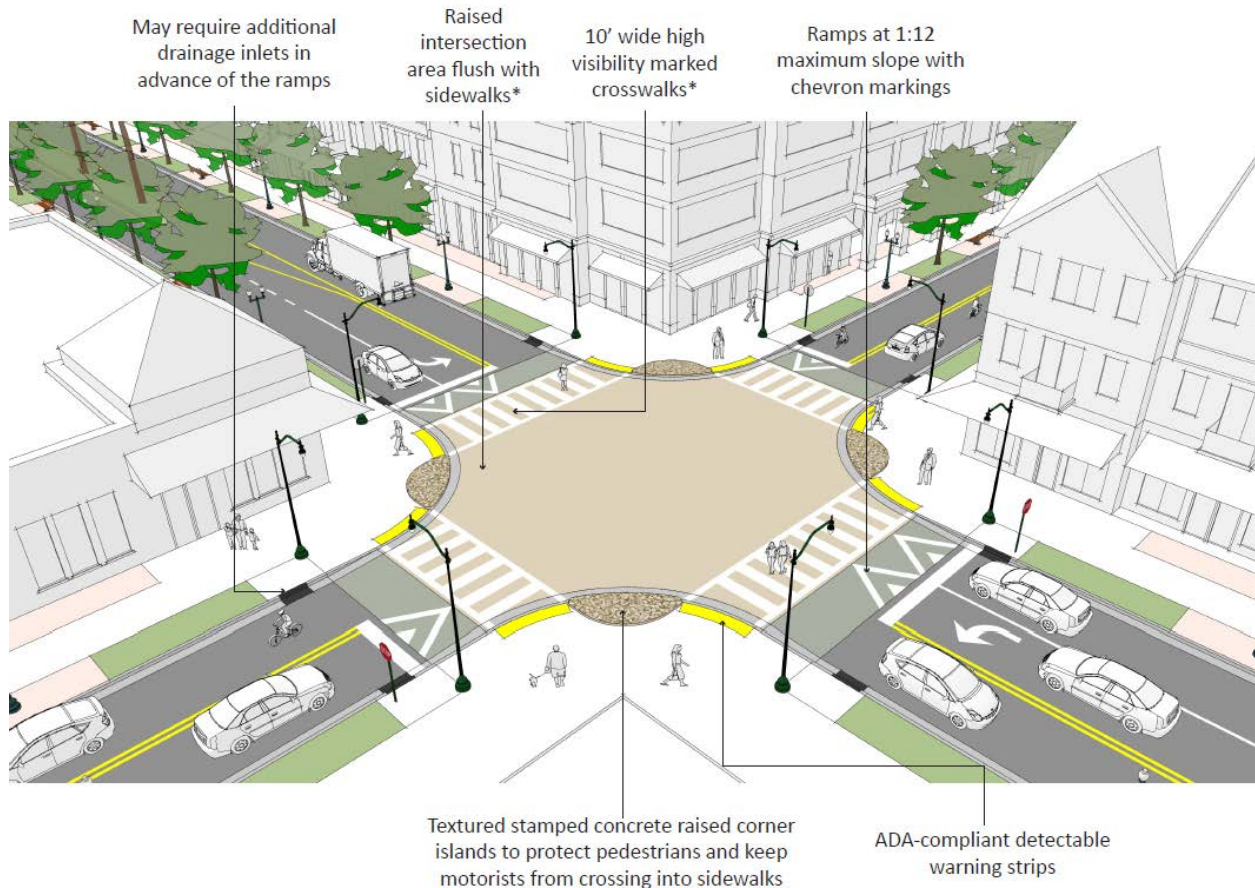 May require additional
drainage inlets in
advance of the ramps
Raised
intersection
area flush with
sidewalks*
10’ wide high
visibility marked
crosswalks*
Ramps at 1:12
maximum slope with
chevron markings
Textured stamped concrete raised corner
islands to protect pedestrians and keep
motorists from crossing into sidewalks
ADA-compliant detectable
warning strips